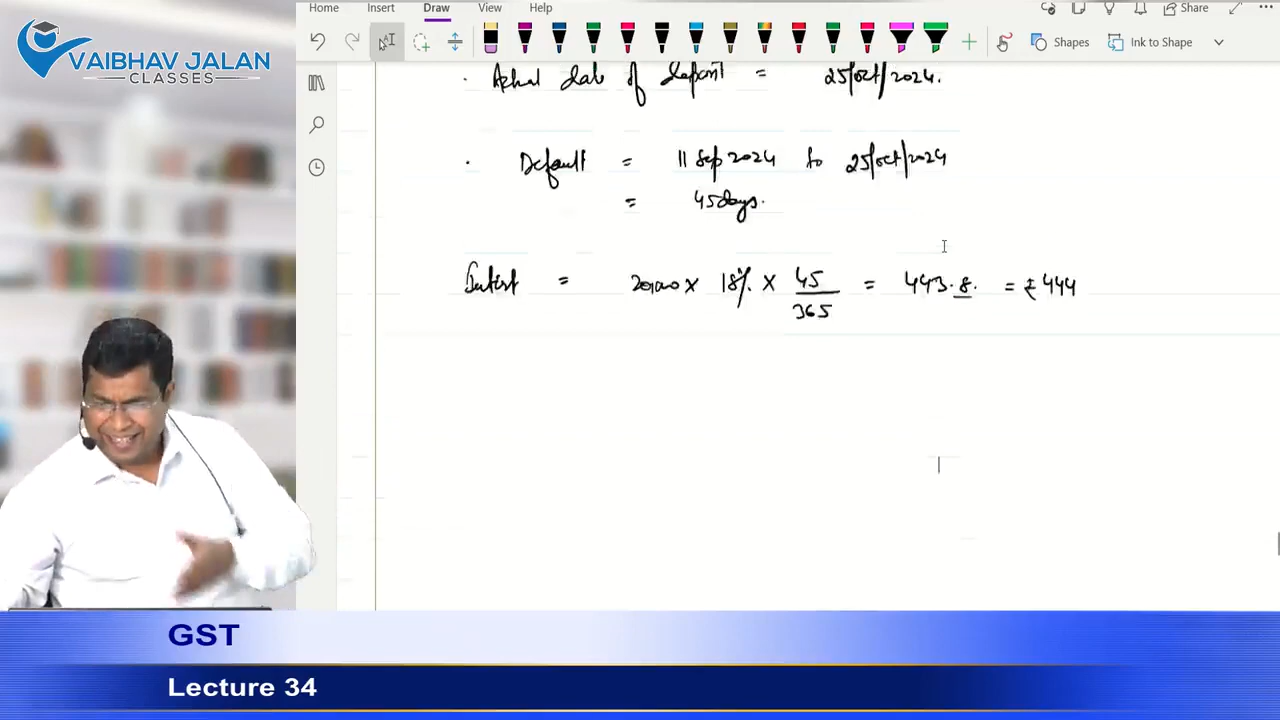 Home Insert Draw View Help Share
VAIBHAV JALAN
CLASSES
Shapes Ink to Shape
· Actual date of deposit = 25/Oct/2024.
· Default = 11 Sep 2024 to 25/Oct/2024
= 45 days.
Interest = 20,000 × 18% × 45/365 = 443.8. = ₹444
GST
Lecture 34